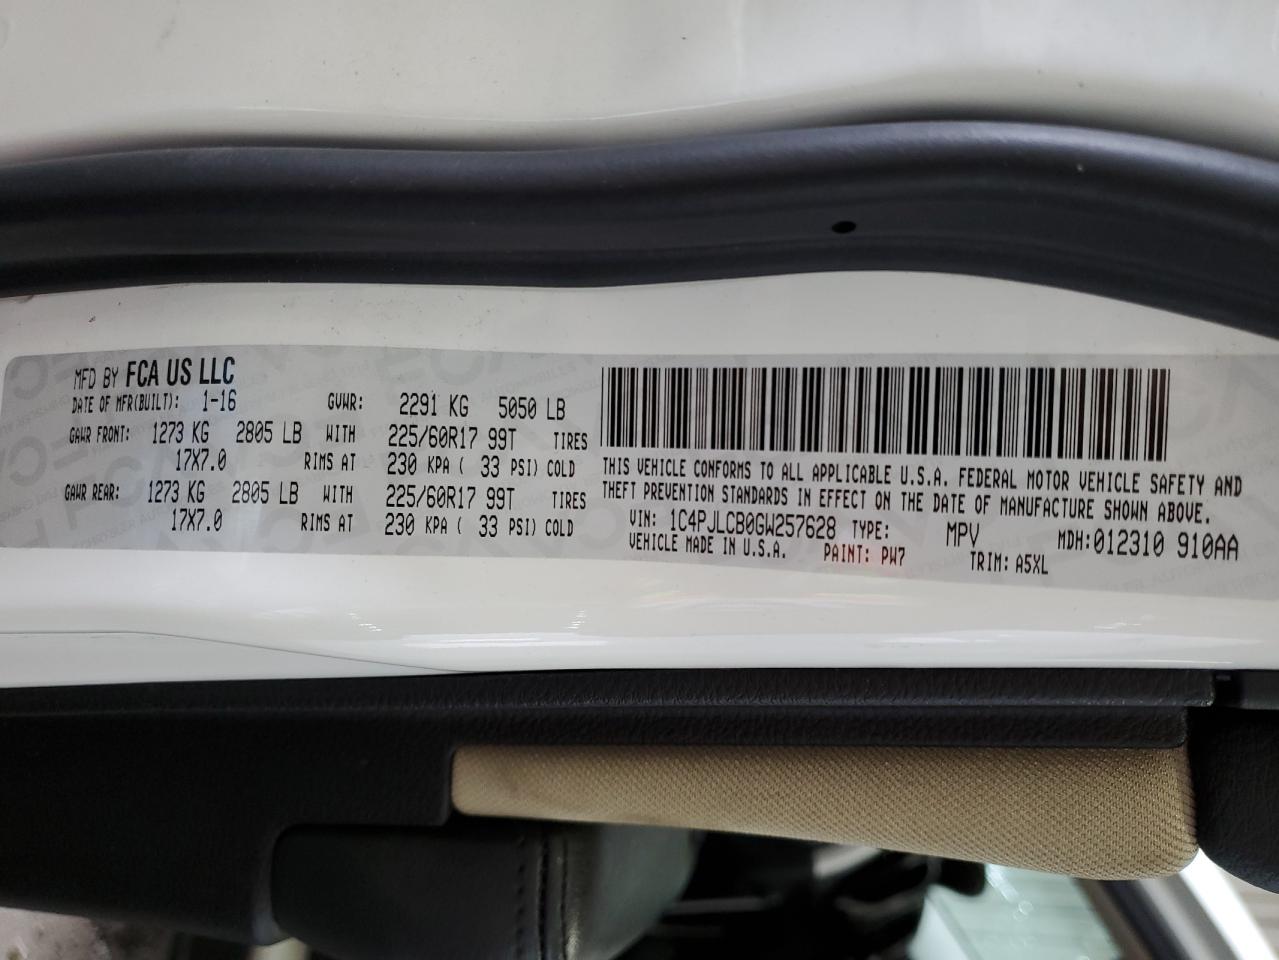 MFD BY FCA US LLC
DATE OF MFR(BUILT): 1-16 GVWR: 2291 KG 5050 LB
GAWR FRONT: 1273 KG 2805 LB WITH 225/60R17 99T TIRES
17X7.0 RIMS AT 230 KPA ( 33 PSI) COLD
GAWR REAR: 1273 KG 2805 LB WITH 225/60R17 99T TIRES
17X7.0 RIMS AT 230 KPA ( 33 PSI) COLD
THIS VEHICLE CONFORMS TO ALL APPLICABLE U.S.A. FEDERAL MOTOR VEHICLE SAFETY AND
THEFT PREVENTION STANDARDS IN EFFECT ON THE DATE OF MANUFACTURE SHOWN ABOVE.
VIN: 1C4PJLCB0GW257628 TYPE: MPV MDH:012310 910AA
VEHICLE MADE IN U.S.A. PAINT: PW7 TRIM: A5XL